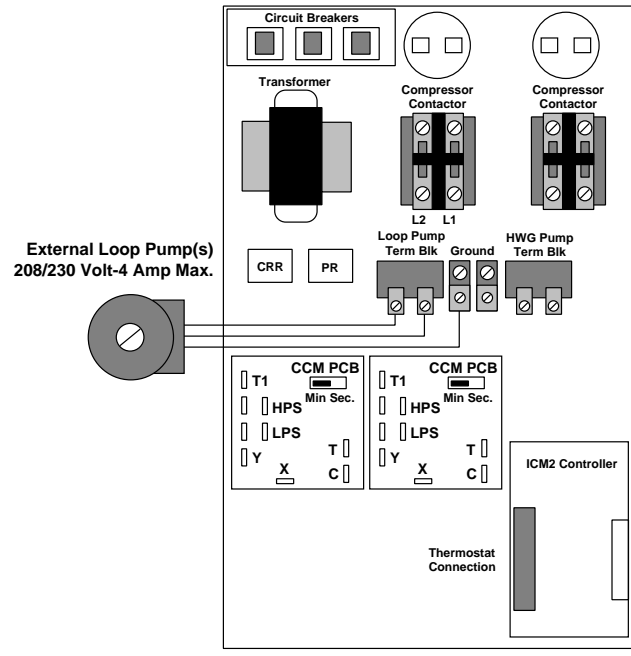 Circuit Breakers
Transformer
Compressor
Contactor
Compressor
Contactor
L2 L1
Loop Pump
Term Blk
Ground
HWG Pump
Term Blk
External Loop Pump(s)
208/230 Volt-4 Amp Max.
CRR
PR
CCM PCB
T1
Min Sec.
HPS
LPS
Y
T
X
C
CCM PCB
T1
Min Sec.
HPS
LPS
Y
T
X
C
ICM2 Controller
Thermostat
Connection